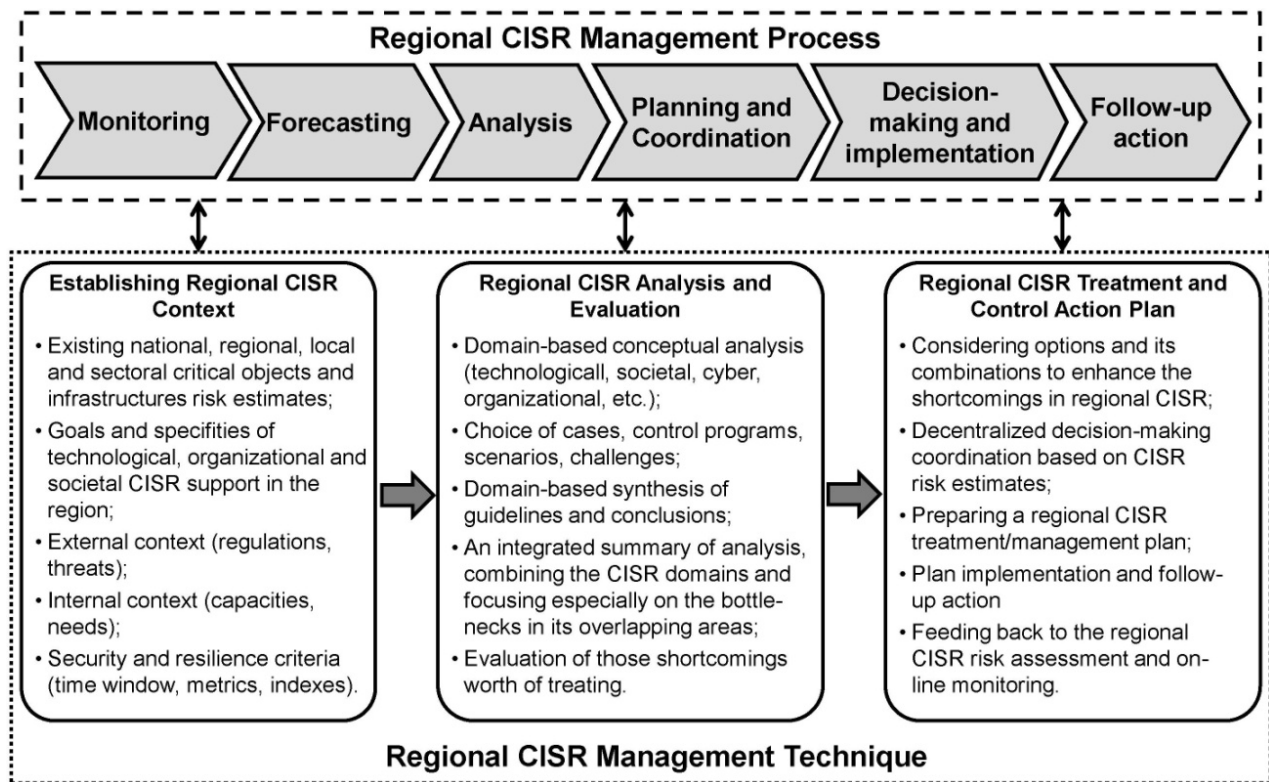 Regional CISR Management Process
Monitoring
Forecasting
Analysis
Planning and
Coordination
Decision-
making and
implementation
Follow-up
action
Establishing Regional CISR
Context
• Existing national, regional, local
and sectoral critical objects and
infrastructures risk estimates;
• Goals and specifities of
technological, organizational and
societal CISR support in the
region;
• External context (regulations,
threats);
• Internal context (capacities,
needs);
• Security and resilience criteria
(time window, metrics, indexes).
Regional CISR Analysis and
Evaluation
• Domain-based conceptual analysis
(technologicall, societal, cyber,
organizational, etc.);
• Choice of cases, control programs,
scenarios, challenges;
• Domain-based synthesis of
guidelines and conclusions;
• An integrated summary of analysis,
combining the CISR domains and
focusing especially on the bottle-
necks in its overlapping areas;
• Evaluation of those shortcomings
worth of treating.
Regional CISR Treatment and
Control Action Plan
• Considering options and its
combinations to enhance the
shortcomings in regional CISR;
• Decentralized decision-making
coordination based on CISR
risk estimates;
• Preparing a regional CISR
treatment/management plan;
• Plan implementation and follow-
up action
• Feeding back to the regional
CISR risk assessment and on-
line monitoring.
Regional CISR Management Technique